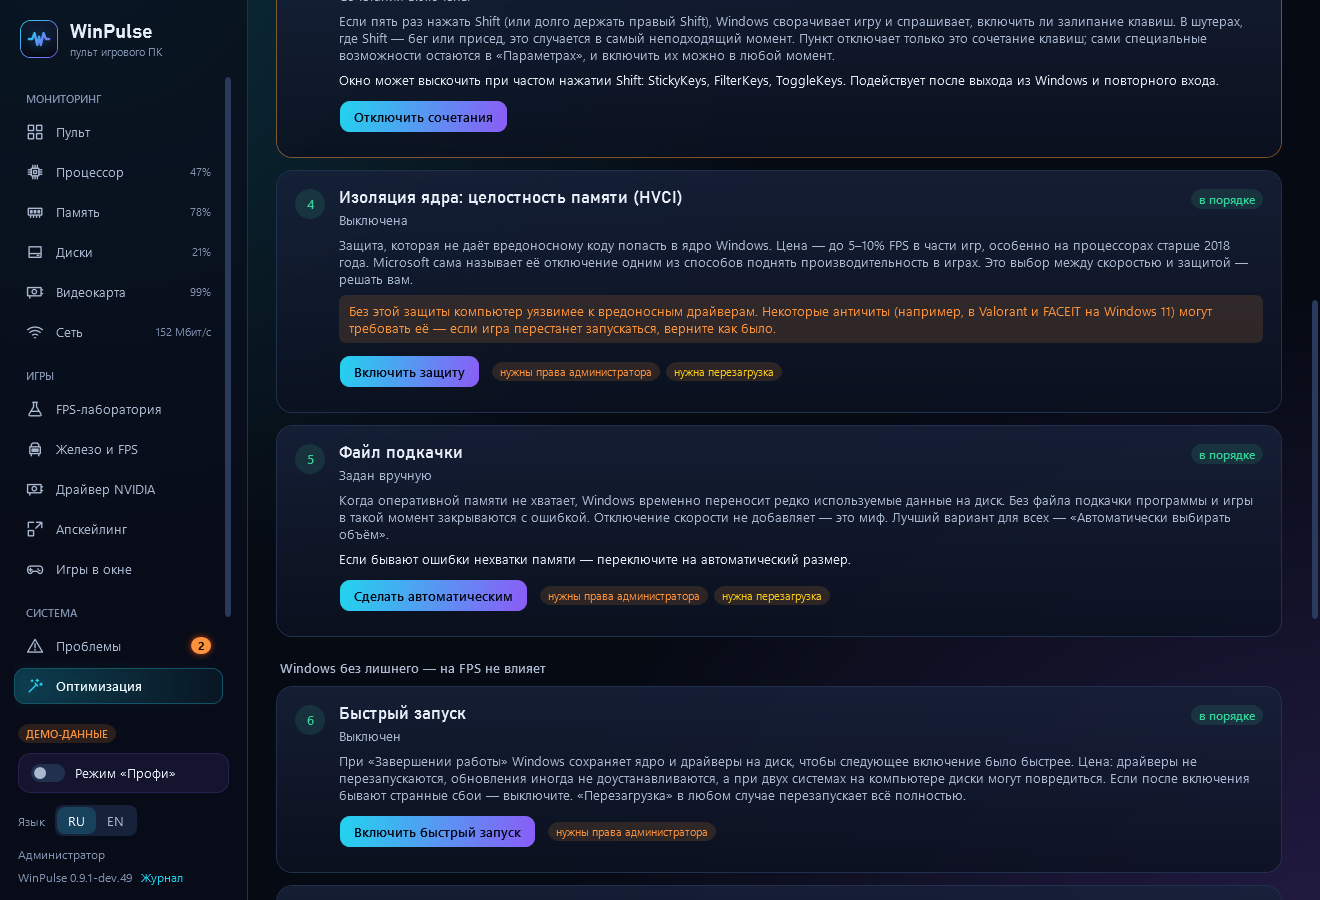 WinPulse
пульт игрового ПК
МОНИТОРИНГ
Пульт
Процессор 47%
Память 78%
Диски 21%
Видеокарта 99%
Сеть 152 Мбит/с
ИГРЫ
FPS-лаборатория
Железо и FPS
Драйвер NVIDIA
Апскейлинг
Игры в окне
СИСТЕМА
Проблемы 2
Оптимизация
ДЕМО-ДАННЫЕ
Режим «Профи»
Язык RU EN
Администратор
WinPulse 0.9.1-dev.49 Журнал
Если пять раз нажать Shift (или долго держать правый Shift), Windows сворачивает игру и спрашивает, включить ли залипание клавиш. В шутерах,
где Shift — бег или присед, это случается в самый неподходящий момент. Пункт отключает только это сочетание клавиш; сами специальные
возможности остаются в «Параметрах», и включить их можно в любой момент.
Окно может выскочить при частом нажатии Shift: StickyKeys, FilterKeys, ToggleKeys. Подействует после выхода из Windows и повторного входа.
Отключить сочетания
4 Изоляция ядра: целостность памяти (HVCI) в порядке
Выключена
Защита, которая не даёт вредоносному коду попасть в ядро Windows. Цена — до 5–10% FPS в части игр, особенно на процессорах старше 2018
года. Microsoft сама называет её отключение одним из способов поднять производительность в играх. Это выбор между скоростью и защитой —
решать вам.
Без этой защиты компьютер уязвимее к вредоносным драйверам. Некоторые античиты (например, в Valorant и FACEIT на Windows 11) могут
требовать её — если игра перестанет запускаться, верните как было.
Включить защиту нужны права администратора нужна перезагрузка
5 Файл подкачки в порядке
Задан вручную
Когда оперативной памяти не хватает, Windows временно переносит редко используемые данные на диск. Без файла подкачки программы и игры
в такой момент закрываются с ошибкой. Отключение скорости не добавляет — это миф. Лучший вариант для всех — «Автоматически выбирать
объём».
Если бывают ошибки нехватки памяти — переключите на автоматический размер.
Сделать автоматическим нужны права администратора нужна перезагрузка
Windows без лишнего — на FPS не влияет
6 Быстрый запуск в порядке
Выключен
При «Завершении работы» Windows сохраняет ядро и драйверы на диск, чтобы следующее включение было быстрее. Цена: драйверы не
перезапускаются, обновления иногда не доустанавливаются, а при двух системах на компьютере диски могут повредиться. Если после включения
бывают странные сбои — выключите. «Перезагрузка» в любом случае перезапускает всё полностью.
Включить быстрый запуск нужны права администратора